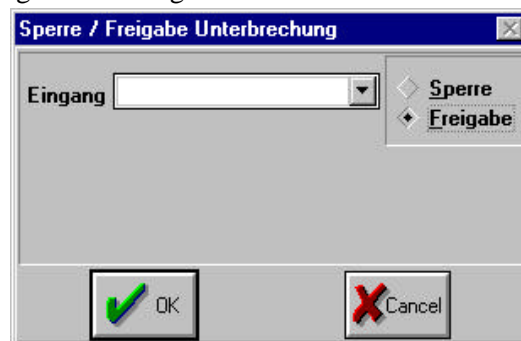 Sperre / Freigabe Unterbrechung
Eingang
Sperre
Freigabe
OK
Cancel